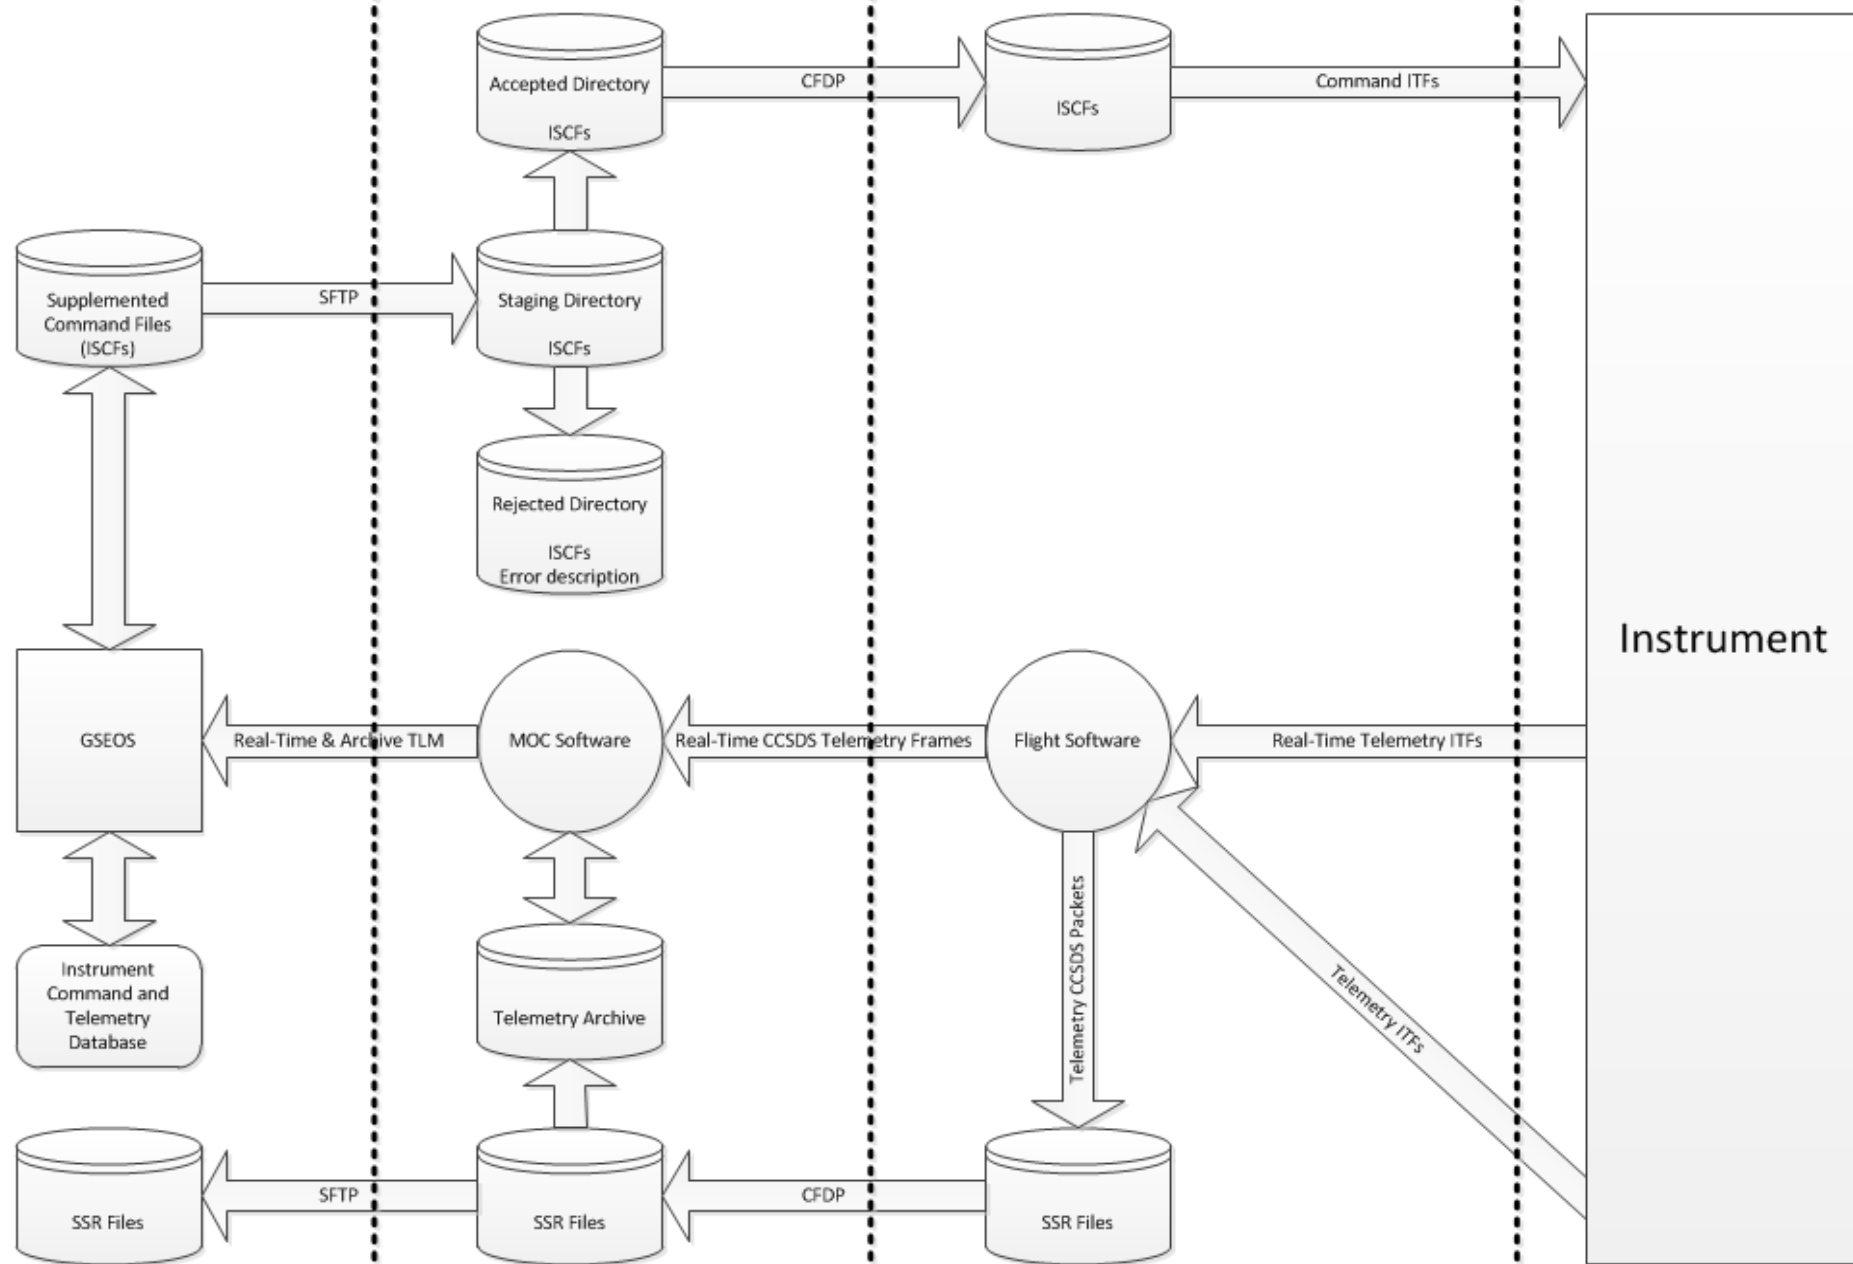 Accepted Directory
ISCFs
CFDP
ISCFs
Command ITFs
Supplemented
Command Files
(ISCFs)
SFTP
Staging Directory
ISCFs
Rejected Directory
ISCFs
Error description
Instrument
GSEOS
Real-Time & Archive TLM
MOC Software
Real-Time CCSDS Telemetry Frames
Flight Software
Real-Time Telemetry ITFs
Telemetry CCSDS Packets
Telemetry ITFs
Instrument
Command and
Telemetry
Database
Telemetry Archive
SSR Files
SFTP
SSR Files
CFDP
SSR Files